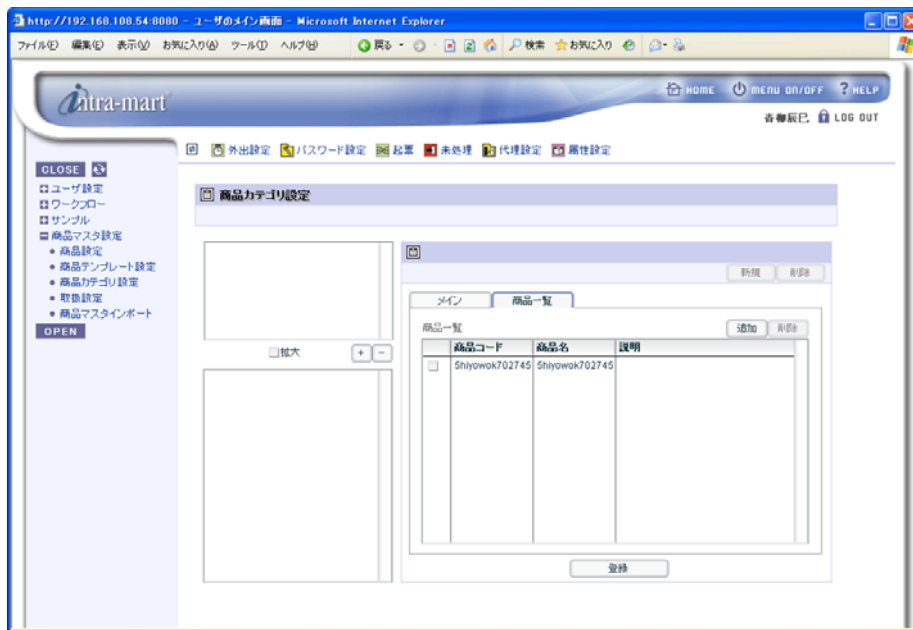 http://192.168.108.54:8080 - ユーザのメイン画面 - Microsoft Internet Explorer
ファイル(F) 編集(E) 表示(V) お気に入り(A) ツール(T) ヘルプ(H) 戻る 検索 お気に入り
intra-mart
HOME MENU ON/OFF ? HELP
青柳辰巳 LOG OUT
外出設定 パスワード設定 起票 未処理 代理設定 属性設定
CLOSE
ユーザ設定
ワークフロー
サンプル
商品マスタ設定
商品設定
商品テンプレート設定
商品カテゴリ設定
取扱設定
商品マスタインポート
OPEN
商品カテゴリ設定
拡大 + -
新規 削除
メイン 商品一覧
商品一覧 追加 削除
商品コード 商品名 説明
5hiyowok702745 5hiyowok702745
登録